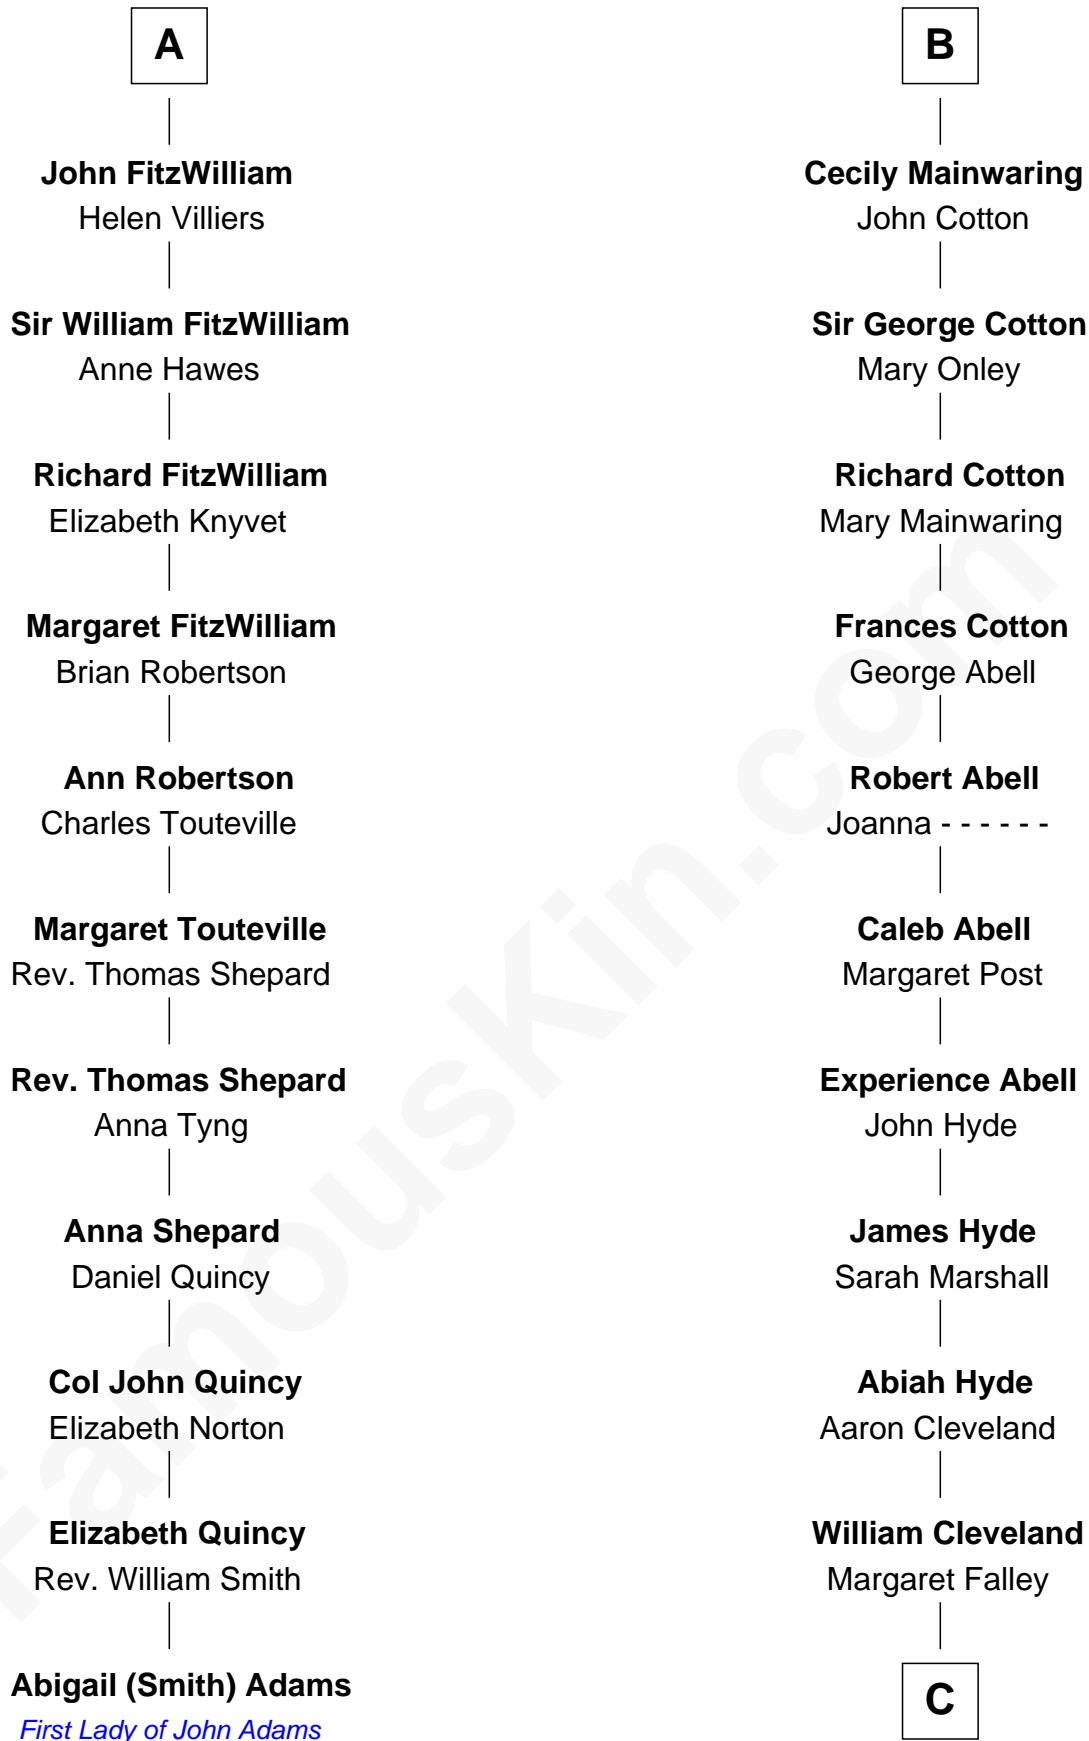 A
John FitzWilliam
Helen Villiers
Sir William FitzWilliam
Anne Hawes
Richard FitzWilliam
Elizabeth Knyvet
Margaret FitzWilliam
Brian Robertson
Ann Robertson
Charles Touteville
Margaret Touteville
Rev. Thomas Shepard
Rev. Thomas Shepard
Anna Tyng
Anna Shepard
Daniel Quincy
Col John Quincy
Elizabeth Norton
Elizabeth Quincy
Rev. William Smith
Abigail (Smith) Adams
First Lady of John Adams
B
Cecily Mainwaring
John Cotton
Sir George Cotton
Mary Onley
Richard Cotton
Mary Mainwaring
Frances Cotton
George Abell
Robert Abell
Joanna - - - - - -
Caleb Abell
Margaret Post
Experience Abell
John Hyde
James Hyde
Sarah Marshall
Abiah Hyde
Aaron Cleveland
William Cleveland
Margaret Falley
C
FamousKin.com